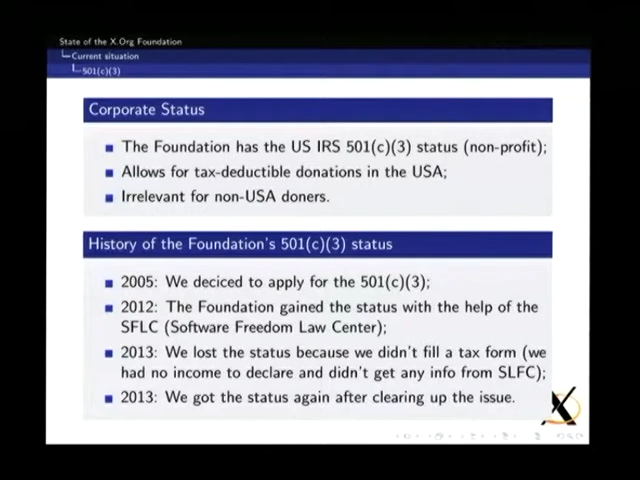 State of the X.Org Foundation
Current situation
501(c)(3)
Corporate Status
The Foundation has the US IRS 501(c)(3) status (non-profit);
Allows for tax-deductible donations in the USA;
Irrelevant for non-USA doners.
History of the Foundation's 501(c)(3) status
2005: We deciced to apply for the 501(c)(3);
2012: The Foundation gained the status with the help of the
SFLC (Software Freedom Law Center);
2013: We lost the status because we didn't fill a tax form (we
had no income to declare and didn't get any info from SLFC);
2013: We got the status again after clearing up the issue.